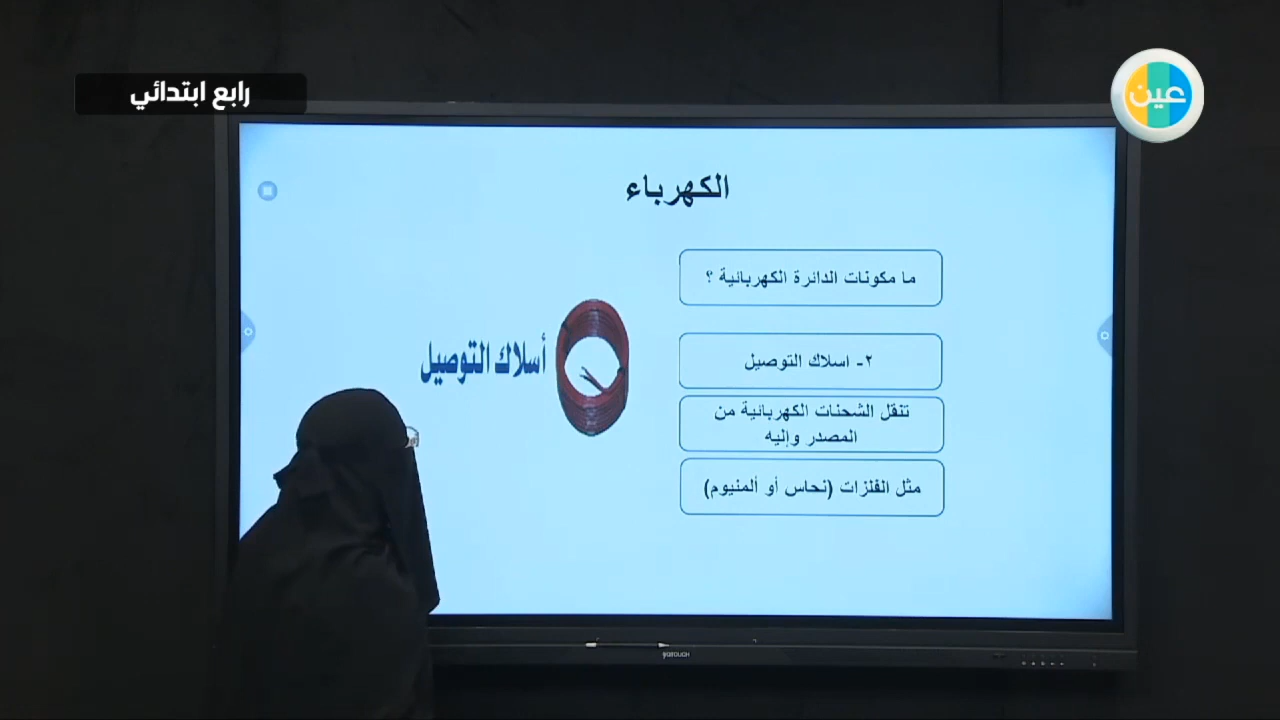 رابع ابتدائي
عين
الكهرباء
ما مكونات الدائرة الكهربائية ؟
٢- اسلاك التوصيل
أسلاك التوصيل
تنقل الشحنات الكهربائية من
المصدر وإليه
مثل الفلزات (نحاس أو ألمنيوم)